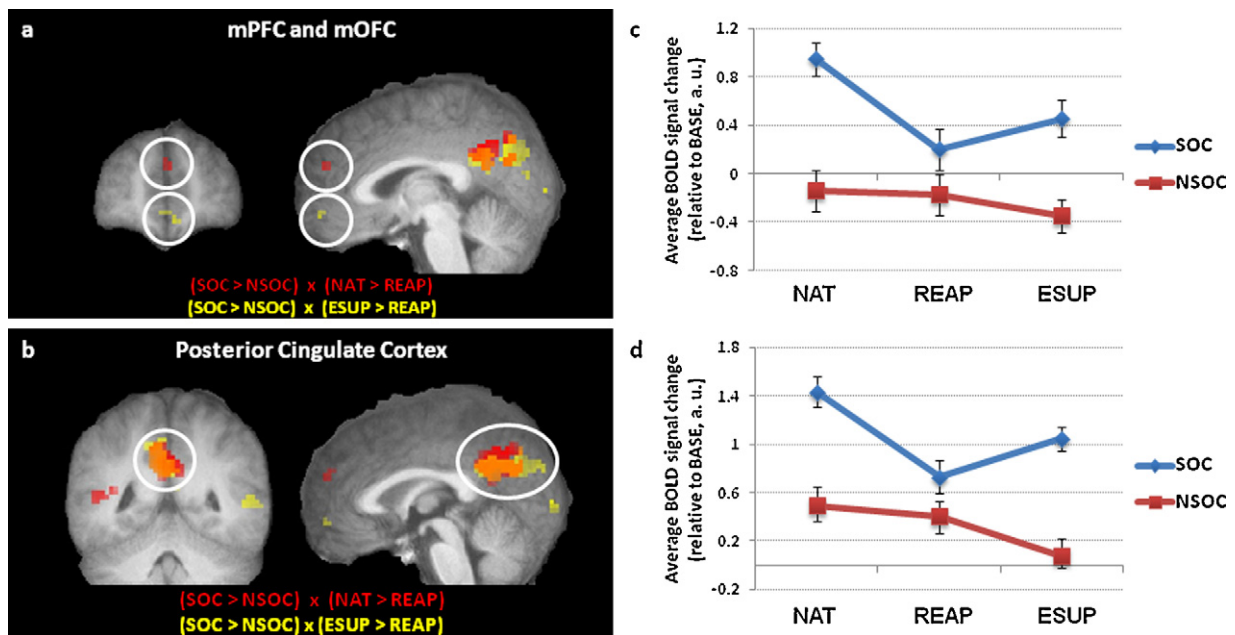 a
mPFC and mOFC
(SOC > NSOC) x (NAT > REAP)
(SOC > NSOC) x (ESUP > REAP)
b
Posterior Cingulate Cortex
(SOC > NSOC) x (NAT > REAP)
(SOC > NSOC) x (ESUP > REAP)
c
Average BOLD signal change
(relative to BASE, a. u.)
1.2
0.8
0.4
0
-0.4
-0.8
NAT REAP ESUP
SOC
NSOC
d
Average BOLD signal change
(relative to BASE, a. u.)
1.8
1.4
1
0.6
0.2
-0.2
NAT REAP ESUP
SOC
NSOC